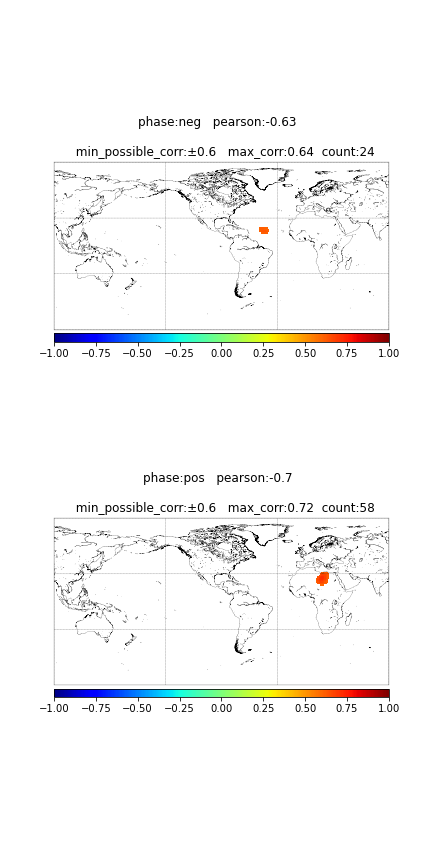 phase:neg   pearson:-0.63
min_possible_corr:±0.6   max_corr:0.64  count:24
−1.00 −0.75 −0.50 −0.25 0.00 0.25 0.50 0.75 1.00
phase:pos   pearson:-0.7
min_possible_corr:±0.6   max_corr:0.72  count:58
−1.00 −0.75 −0.50 −0.25 0.00 0.25 0.50 0.75 1.00